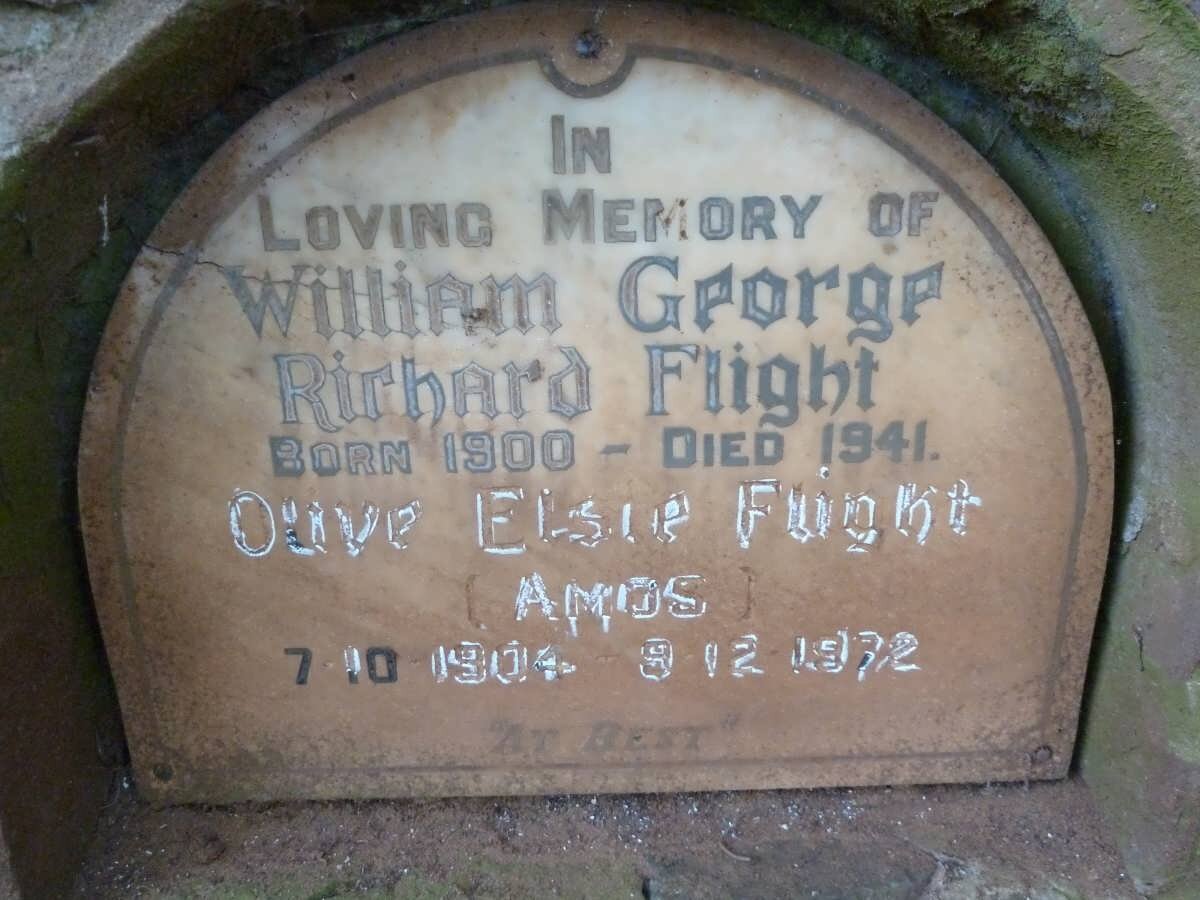 IN
LOVING MEMORY OF
William George
Richard Flight
BORN 1900 - DIED 1941.
Olive Elsie Flight
[AMOS]
7·10·1904 - 9·12·1972
"AT REST"